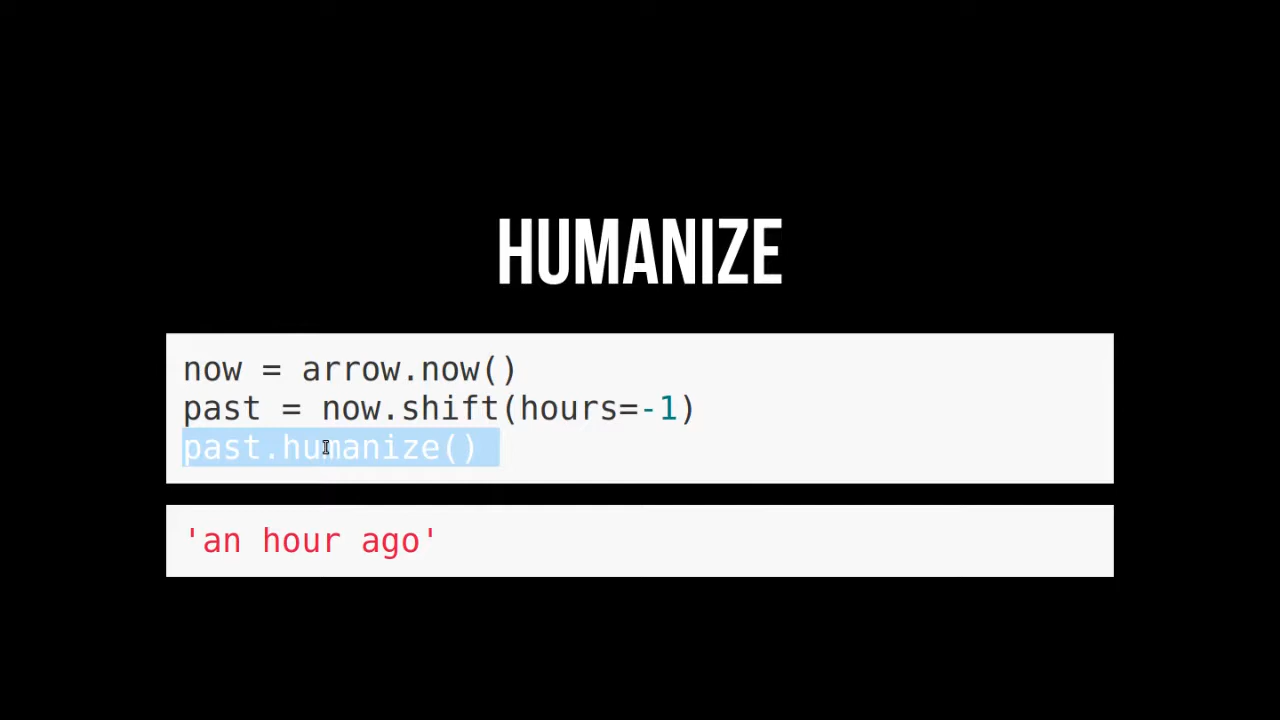 HUMANIZE
now = arrow.now()
past = now.shift(hours=-1)
past.humanize()
'an hour ago'